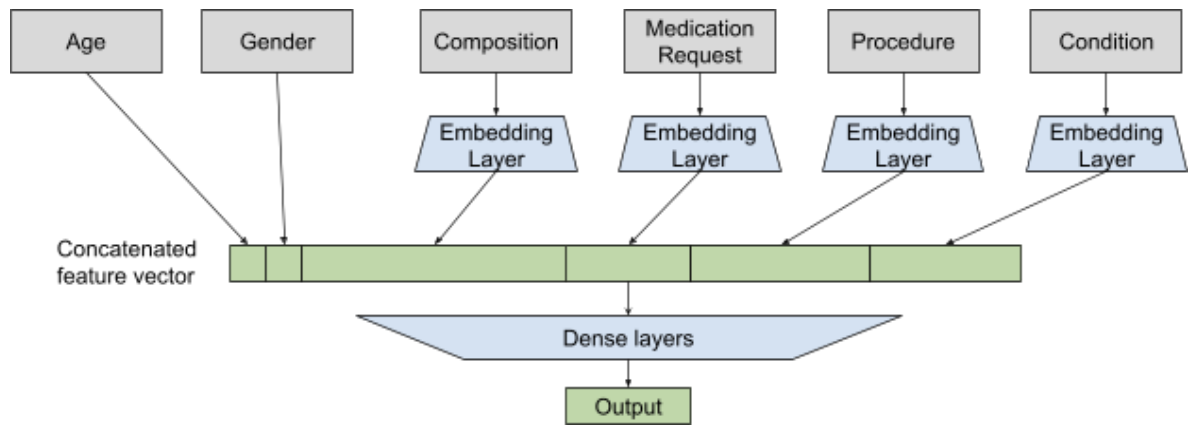 Age
Gender
Composition
Medication
Request
Procedure
Condition
Embedding
Layer
Embedding
Layer
Embedding
Layer
Embedding
Layer
Concatenated
feature vector
Dense layers
Output